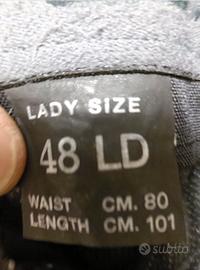 LADY SIZE
48 LD
WAIST CM. 80
LENGTH CM. 101
subito